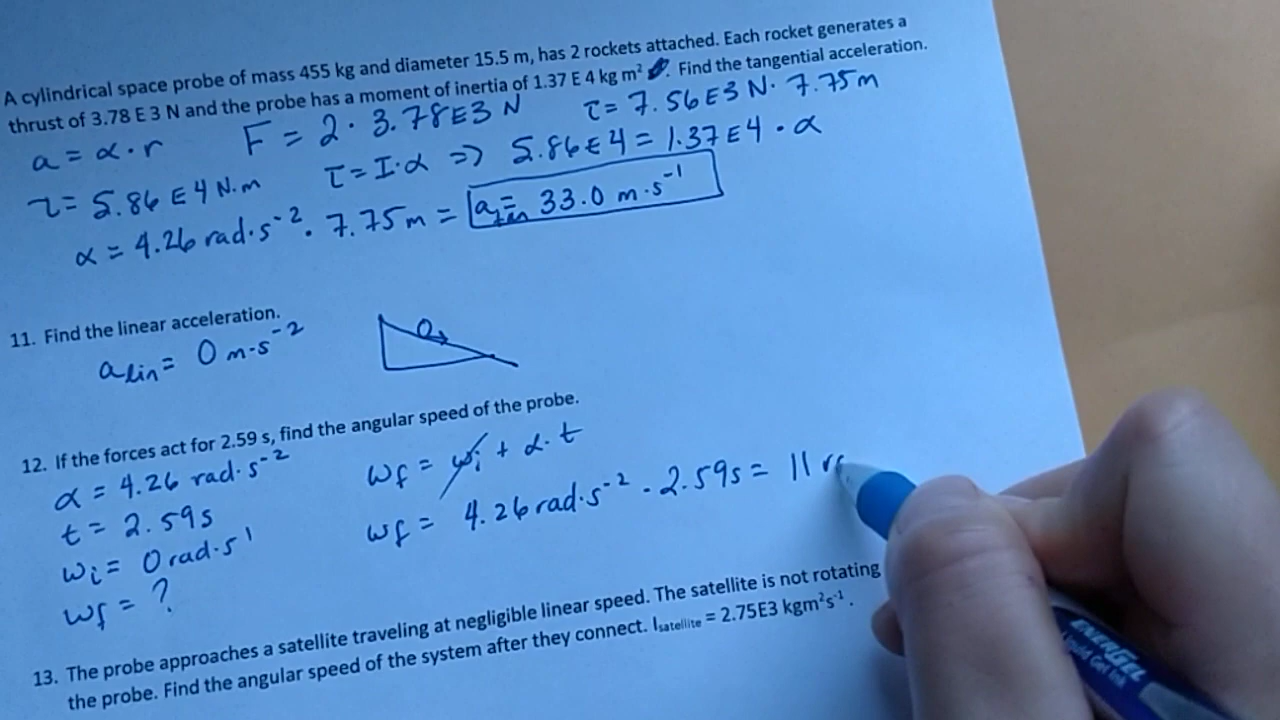 A cylindrical space probe of mass 455 kg and diameter 15.5 m, has 2 rockets attached. Each rocket generates a
thrust of 3.78 E 3 N and the probe has a moment of inertia of 1.37 E 4 kg m². Find the tangential acceleration.
a = α · r F = 2 · 3.78E3 N τ = 7.56E3 N · 7.75m
τ = 5.86 E4 N·m τ = I·α => 5.86E4 = 1.37E4 · α
α = 4.26 rad·s⁻² · 7.75m = a_tan = 33.0 m·s⁻¹
11. Find the linear acceleration.
a_lin = 0 m·s⁻²
12. If the forces act for 2.59 s, find the angular speed of the probe.
α = 4.26 rad·s⁻² ωf = ωi + α·t
t = 2.59s ωf = 4.26 rad·s⁻² · 2.59s = 11 ra
ωi = 0 rad·s¹
ωf = ?
13. The probe approaches a satellite traveling at negligible linear speed. The satellite is not rotating
the probe. Find the angular speed of the system after they connect. Isatellite = 2.75E3 kgm²s⁻¹.
ENERGEL